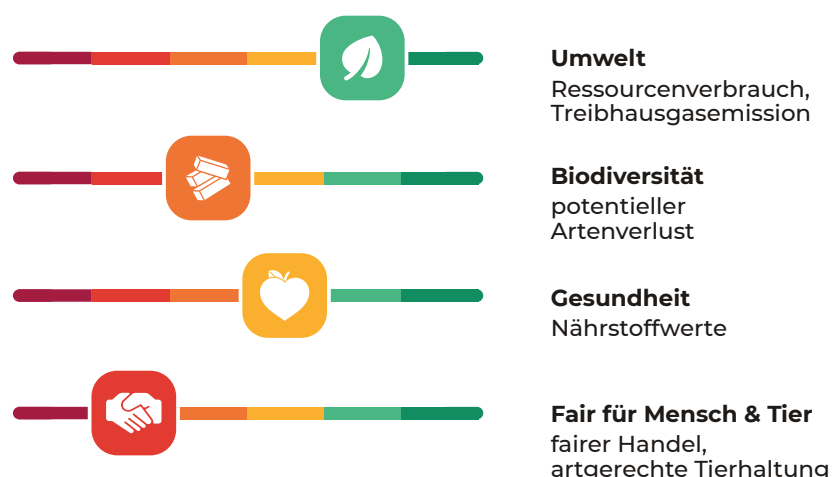 Umwelt
Ressourcenverbrauch,
Treibhausgasemission
Biodiversität
potentieller
Artenverlust
Gesundheit
Nährstoffwerte
Fair für Mensch & Tier
fairer Handel,
artgerechte Tierhaltung